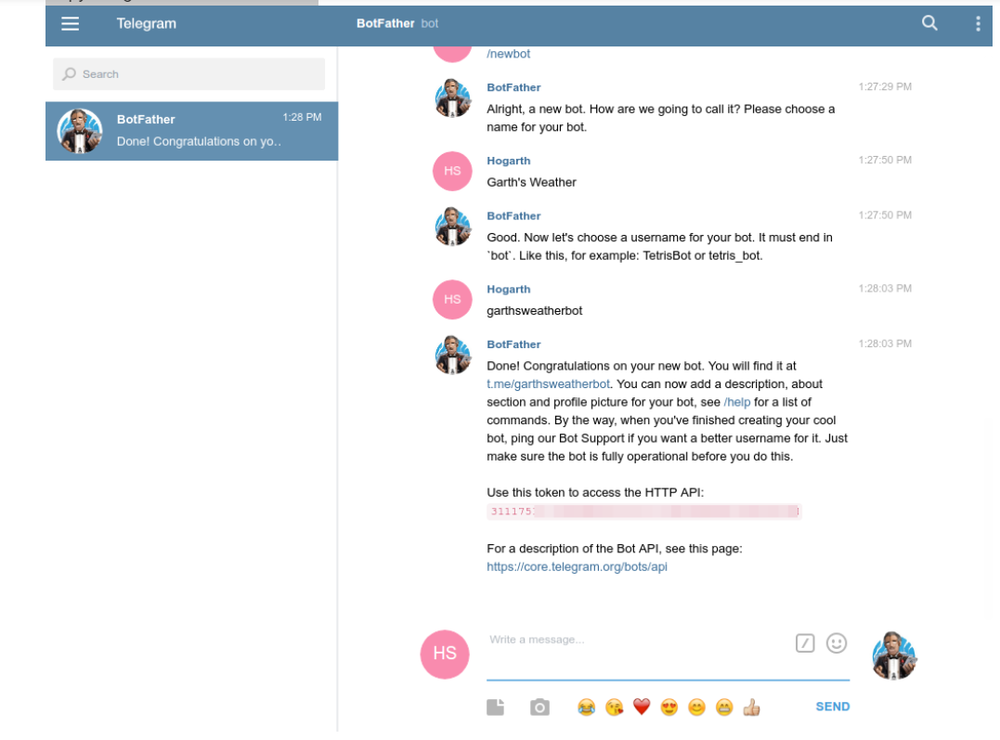 Telegram
BotFather bot
Search
BotFather 1:28 PM
Done! Congratulations on yo..
/newbot
BotFather 1:27:29 PM
Alright, a new bot. How are we going to call it? Please choose a
name for your bot.
HS
Hogarth 1:27:50 PM
Garth's Weather
BotFather 1:27:50 PM
Good. Now let's choose a username for your bot. It must end in
`bot`. Like this, for example: TetrisBot or tetris_bot.
HS
Hogarth 1:28:03 PM
garthsweatherbot
BotFather 1:28:03 PM
Done! Congratulations on your new bot. You will find it at
t.me/garthsweatherbot. You can now add a description, about
section and profile picture for your bot, see /help for a list of
commands. By the way, when you've finished creating your cool
bot, ping our Bot Support if you want a better username for it. Just
make sure the bot is fully operational before you do this.
Use this token to access the HTTP API:
311175
For a description of the Bot API, see this page:
https://core.telegram.org/bots/api
HS
Write a message...
SEND